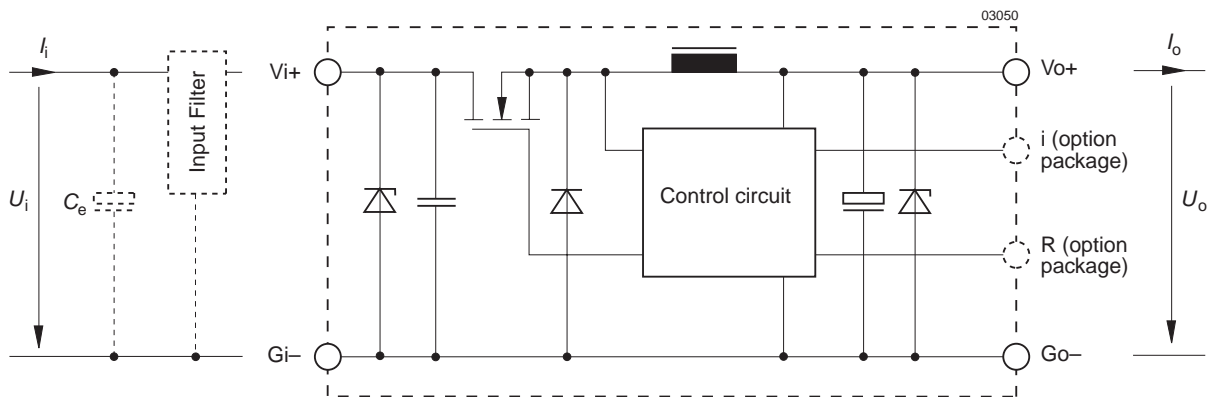 03050
Ii
Vi+
Vo+
Io
Input Filter
i (option
package)
Ui
Ce
Control circuit
Uo
R (option
package)
Gi–
Go–